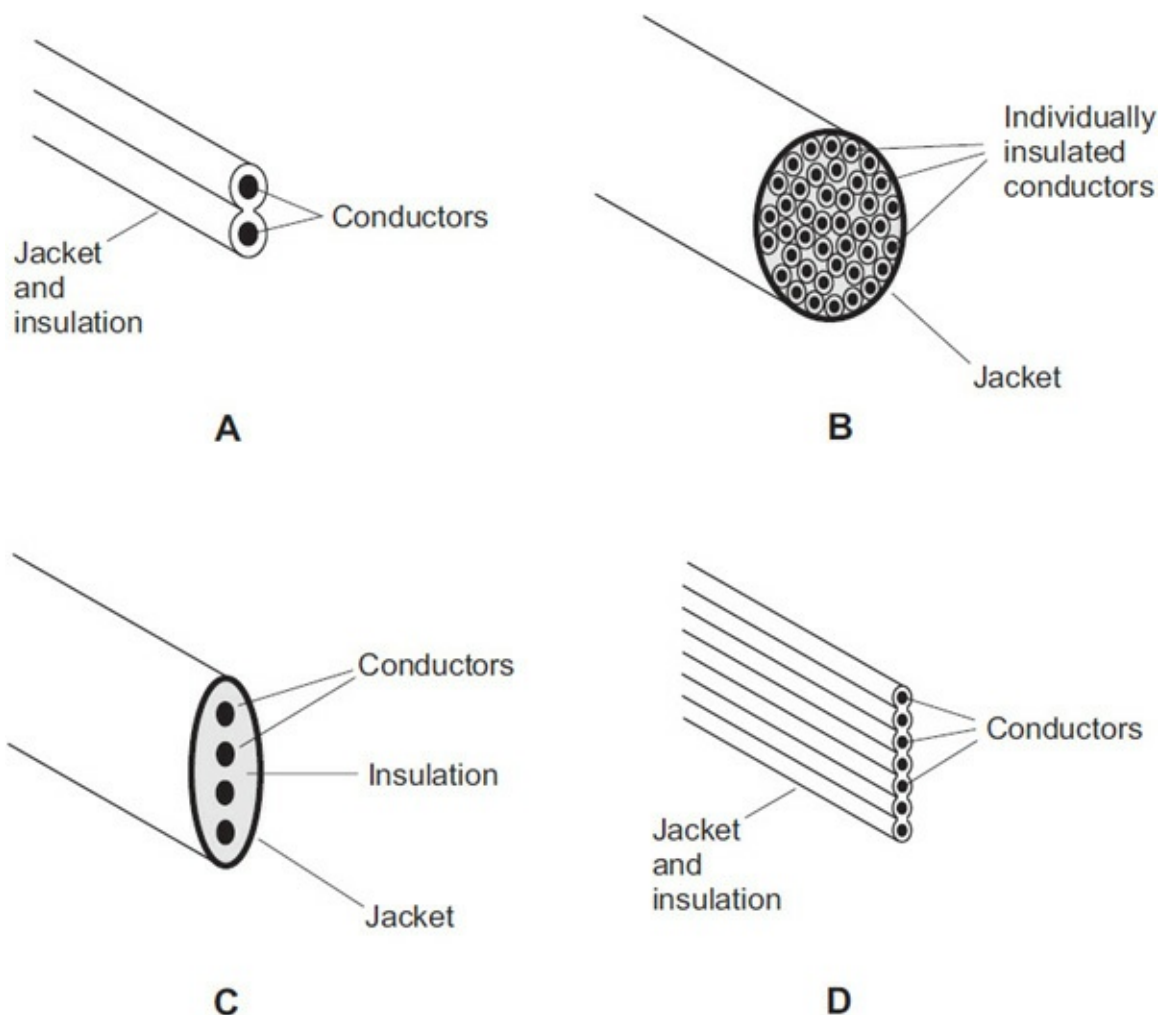 Conductors
Jacket
and
insulation
A
Individually
insulated
conductors
Jacket
B
Conductors
Insulation
Jacket
C
Conductors
Jacket
and
insulation
D